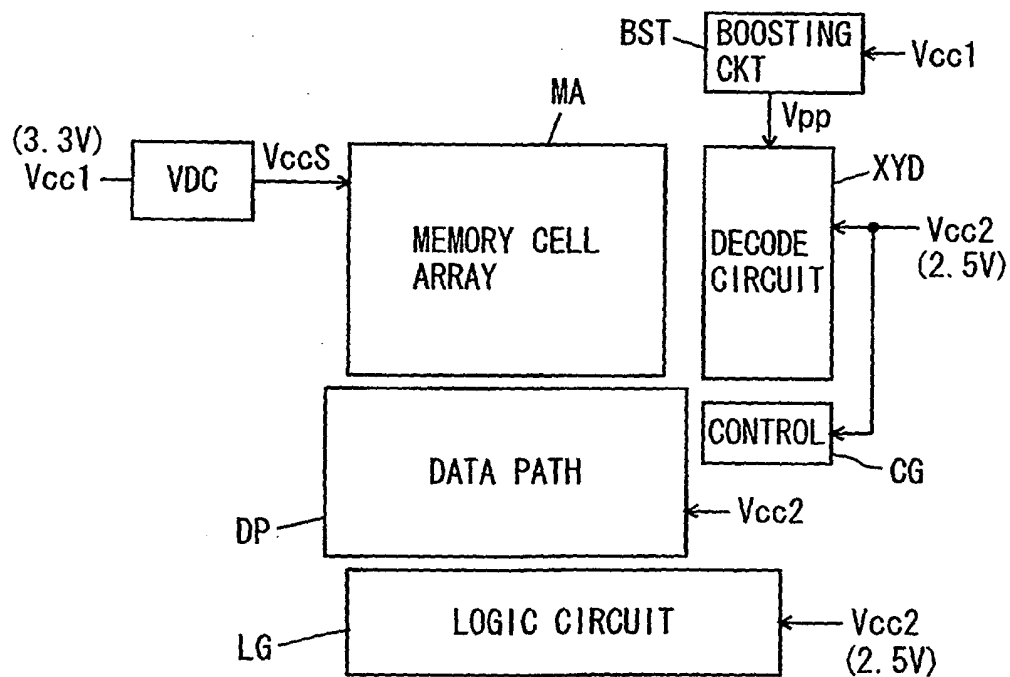 BST
BOOSTING
CKT
Vcc1
MA
Vpp
(3.3V)
Vcc1
VDC
VccS
XYD
MEMORY CELL
ARRAY
DECODE
CIRCUIT
Vcc2
(2.5V)
CONTROL
CG
DATA PATH
Vcc2
DP
LOGIC CIRCUIT
LG
Vcc2
(2.5V)